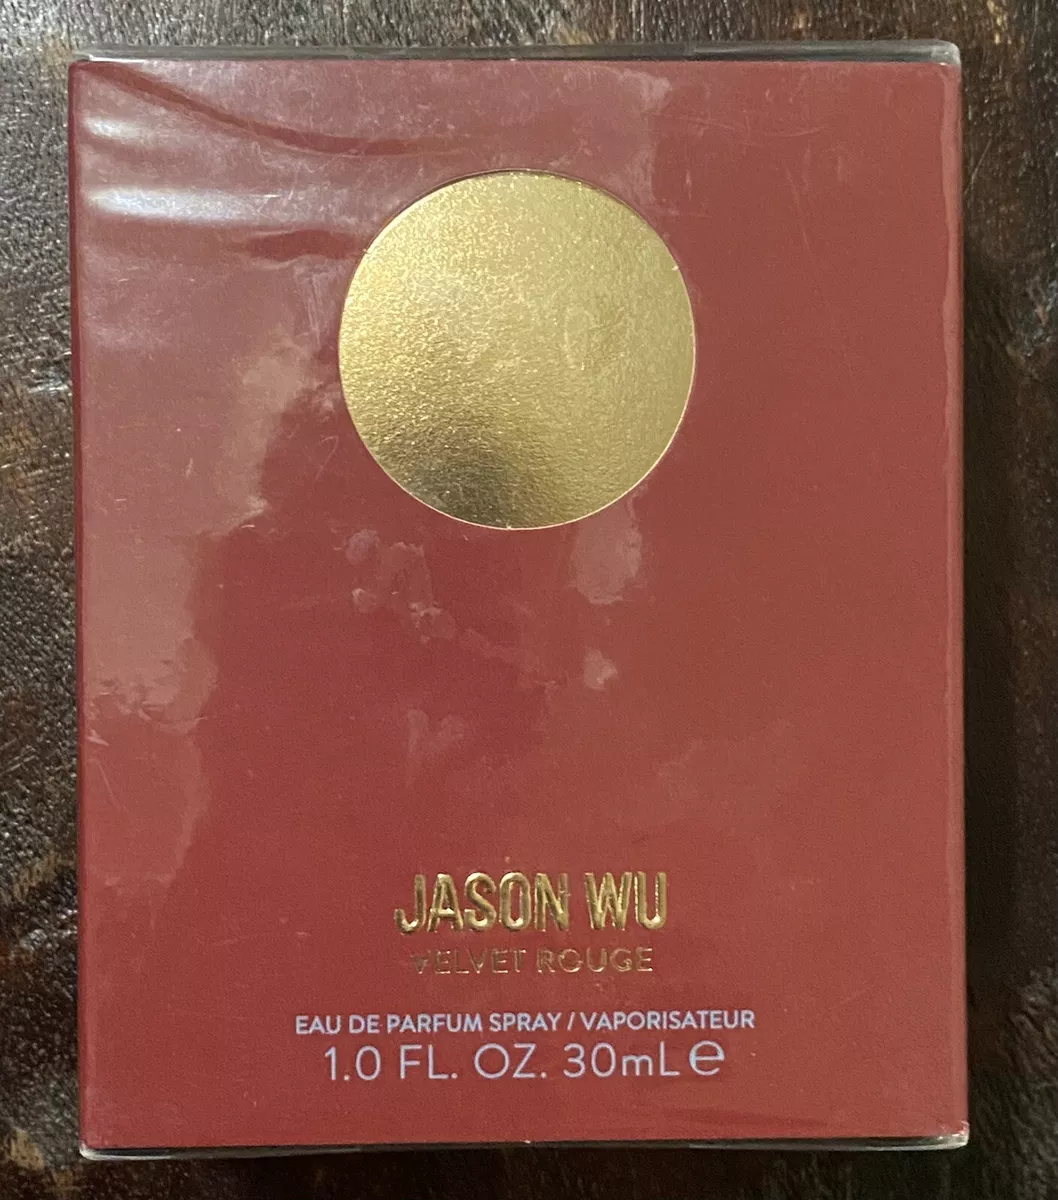 JASON WU
VELVET ROUGE
EAU DE PARFUM SPRAY / VAPORISATEUR
1.0 FL. OZ. 30mL e